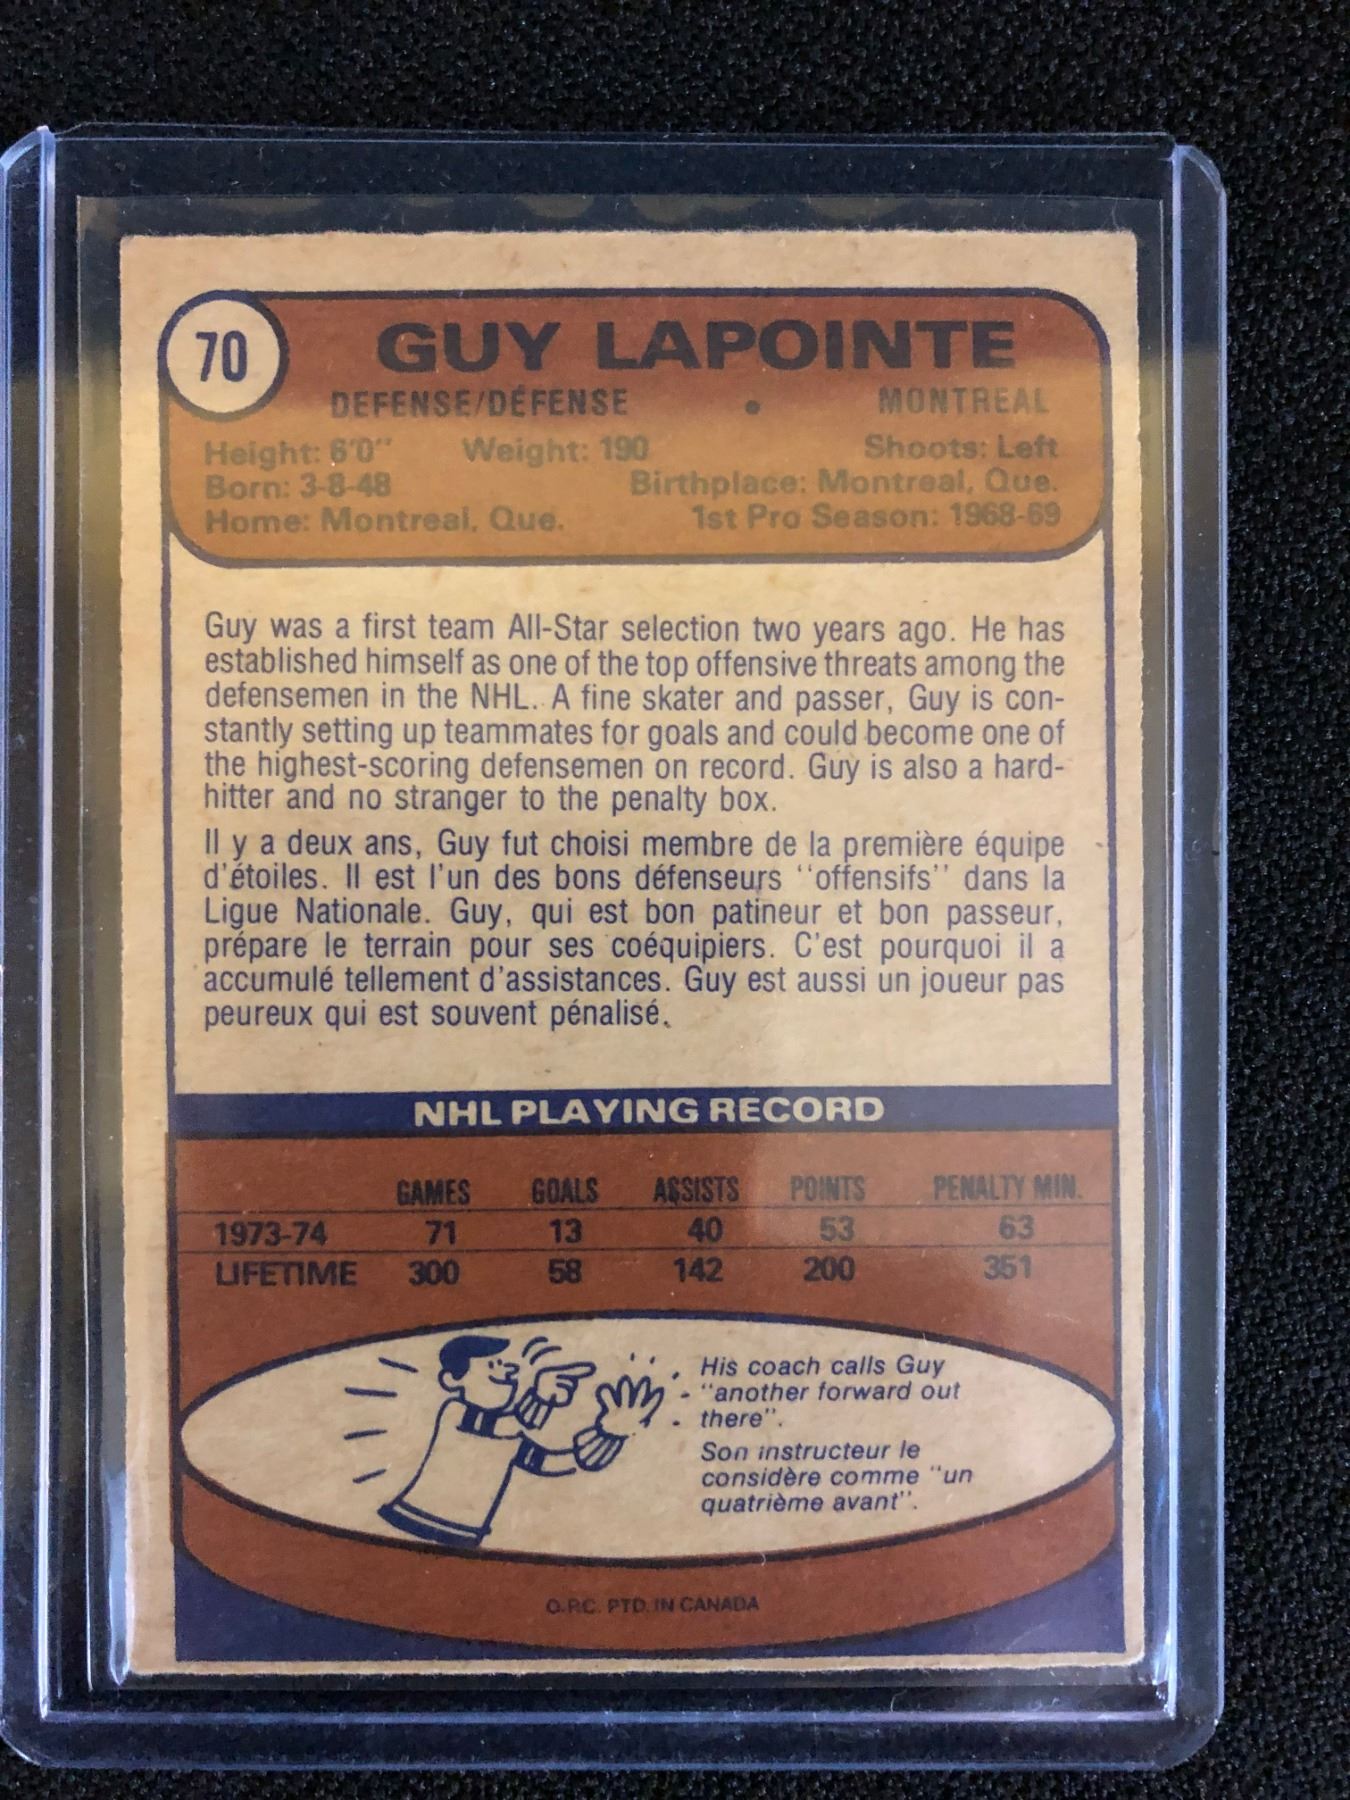 70
GUY LAPOINTE
DEFENSE/DÉFENSE • MONTREAL
Height: 6'0" Weight: 190 Shoots: Left
Born: 3-8-48 Birthplace: Montreal, Que.
Home: Montreal, Que. 1st Pro Season: 1968-69
Guy was a first team All-Star selection two years ago. He has
established himself as one of the top offensive threats among the
defensemen in the NHL. A fine skater and passer, Guy is con-
stantly setting up teammates for goals and could become one of
the highest-scoring defensemen on record. Guy is also a hard-
hitter and no stranger to the penalty box.
Il y a deux ans, Guy fut choisi membre de la première équipe
d'étoiles. Il est l'un des bons défenseurs "offensifs" dans la
Ligue Nationale. Guy, qui est bon patineur et bon passeur,
prépare le terrain pour ses coéquipiers. C'est pourquoi il a
accumulé tellement d'assistances. Guy est aussi un joueur pas
peureux qui est souvent pénalisé.
NHL PLAYING RECORD
GAMES GOALS ASSISTS POINTS PENALTY MIN.
1973-74 71 13 40 53 63
LIFETIME 300 58 142 200 351
His coach calls Guy
"another forward out
there".
Son instructeur le
considère comme "un
quatrième avant".
O.P.C. PTD. IN CANADA